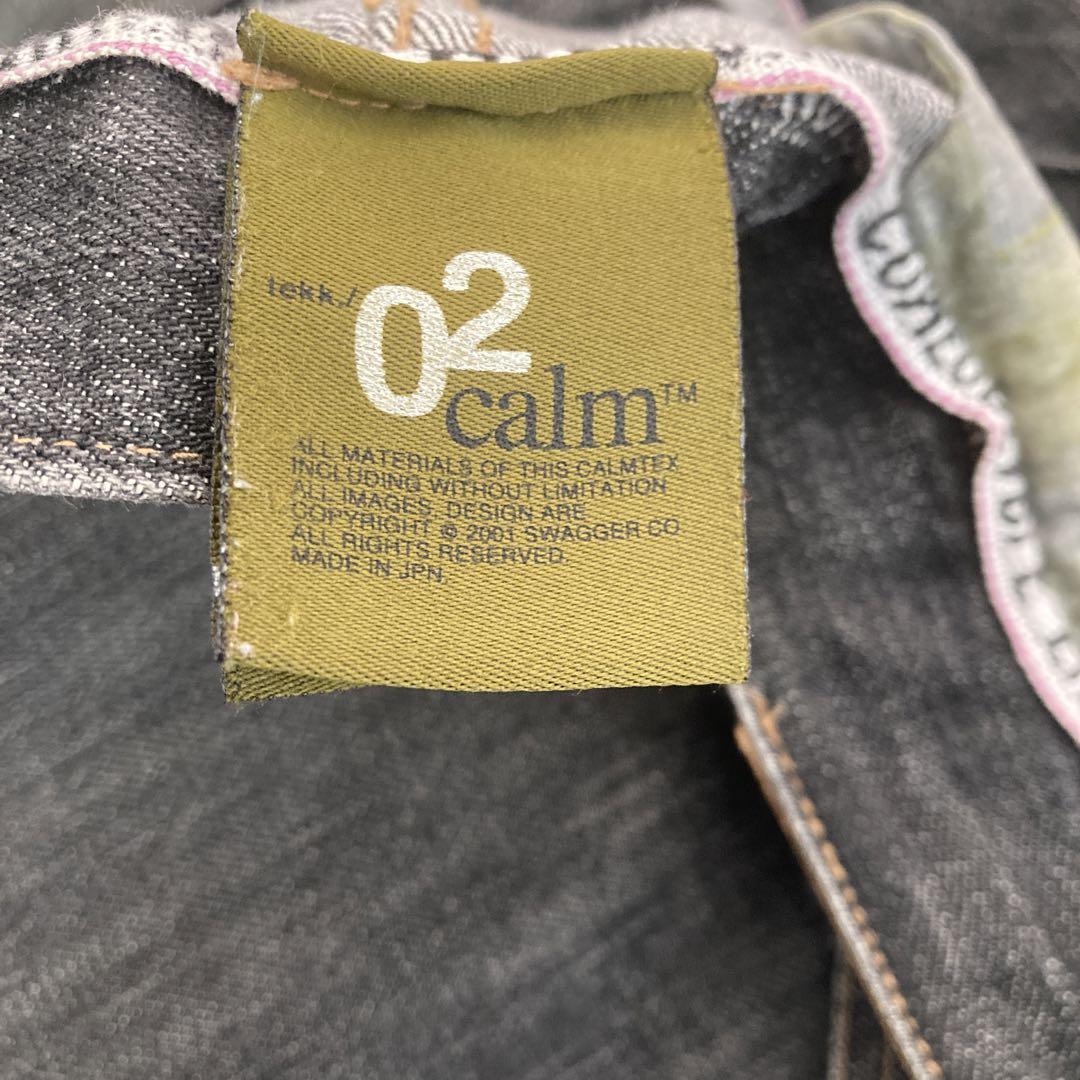 tekk./
02
calm™
ALL MATERIALS OF THIS CALMTEX
INCLUDING WITHOUT LIMITATION
ALL IMAGES, DESIGN ARE
COPYRIGHT © 2001 SWAGGER CO
ALL RIGHTS RESERVED.
MADE IN JPN.